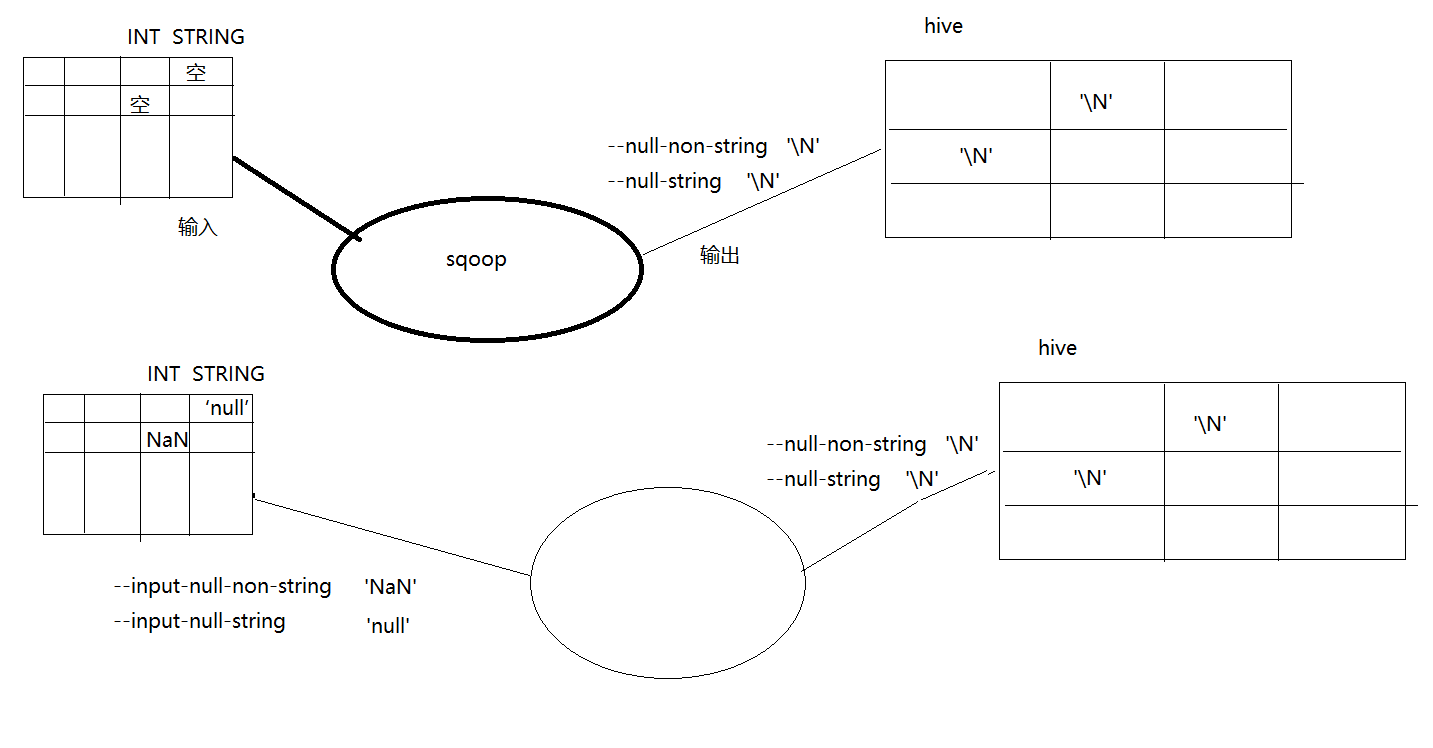 INT STRING
空
空
输入
sqoop
--null-non-string '\N'
--null-string '\N'
输出
hive
'\N'
'\N'
INT STRING
‘null’
NaN
--input-null-non-string 'NaN'
--input-null-string 'null'
--null-non-string '\N'
--null-string '\N'
hive
'\N'
'\N'